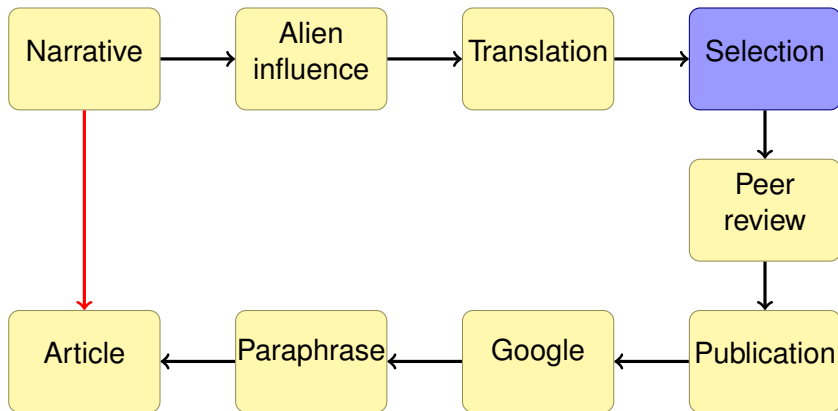 Narrative
Alien
influence
Translation
Selection
Peer
review
Article
Paraphrase
Google
Publication